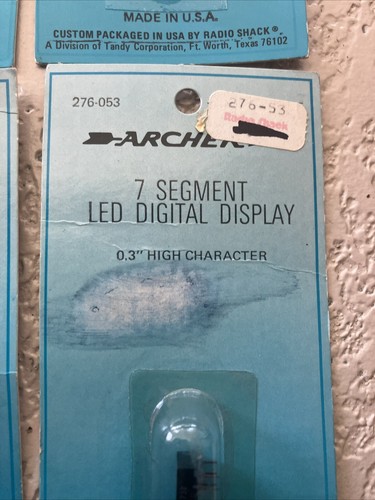 MADE IN U.S.A.
CUSTOM PACKAGED IN USA BY RADIO SHACK®.
A Division of Tandy Corporation, Ft. Worth, Texas 76102
276-053
276-53
Radio Shack
ARCHER
7 SEGMENT
LED DIGITAL DISPLAY
0.3" HIGH CHARACTER